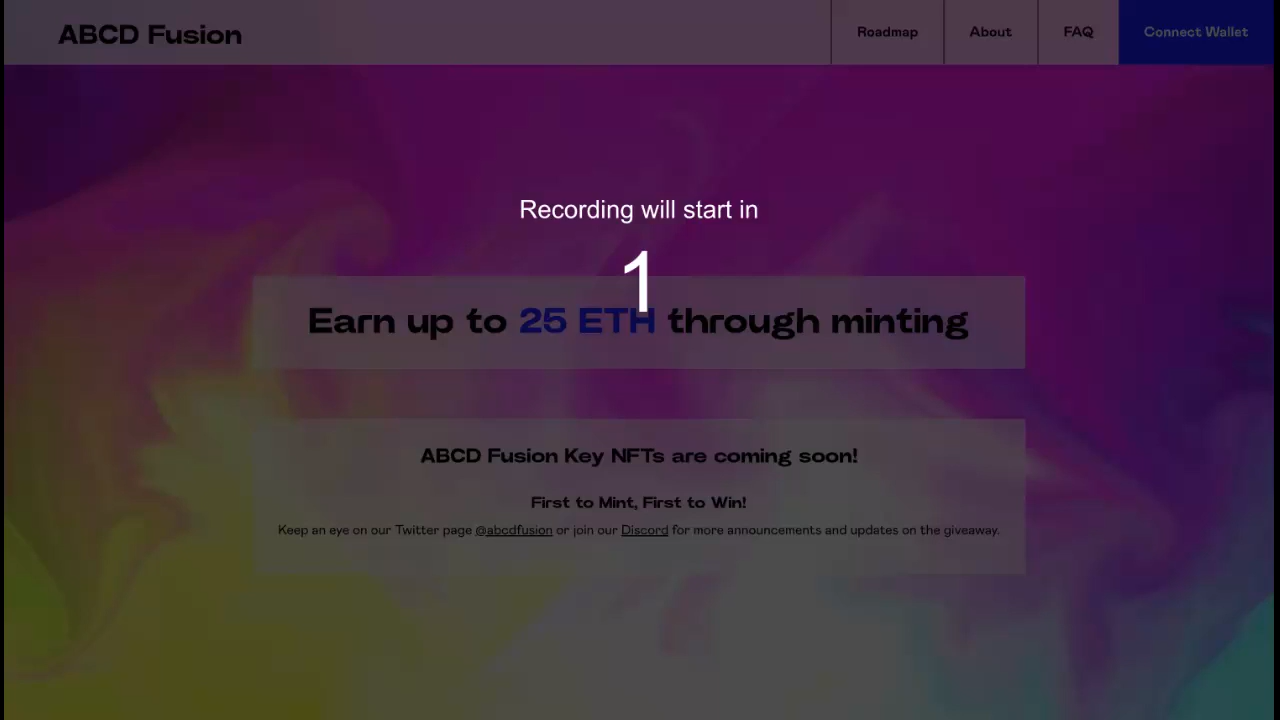 ABCD Fusion
Roadmap
About
FAQ
Connect Wallet
Recording will start in
1
Earn up to 25 ETH through minting
ABCD Fusion Key NFTs are coming soon!
First to Mint, First to Win!
Keep an eye on our Twitter page @abcdfusion or join our Discord for more announcements and updates on the giveaway.